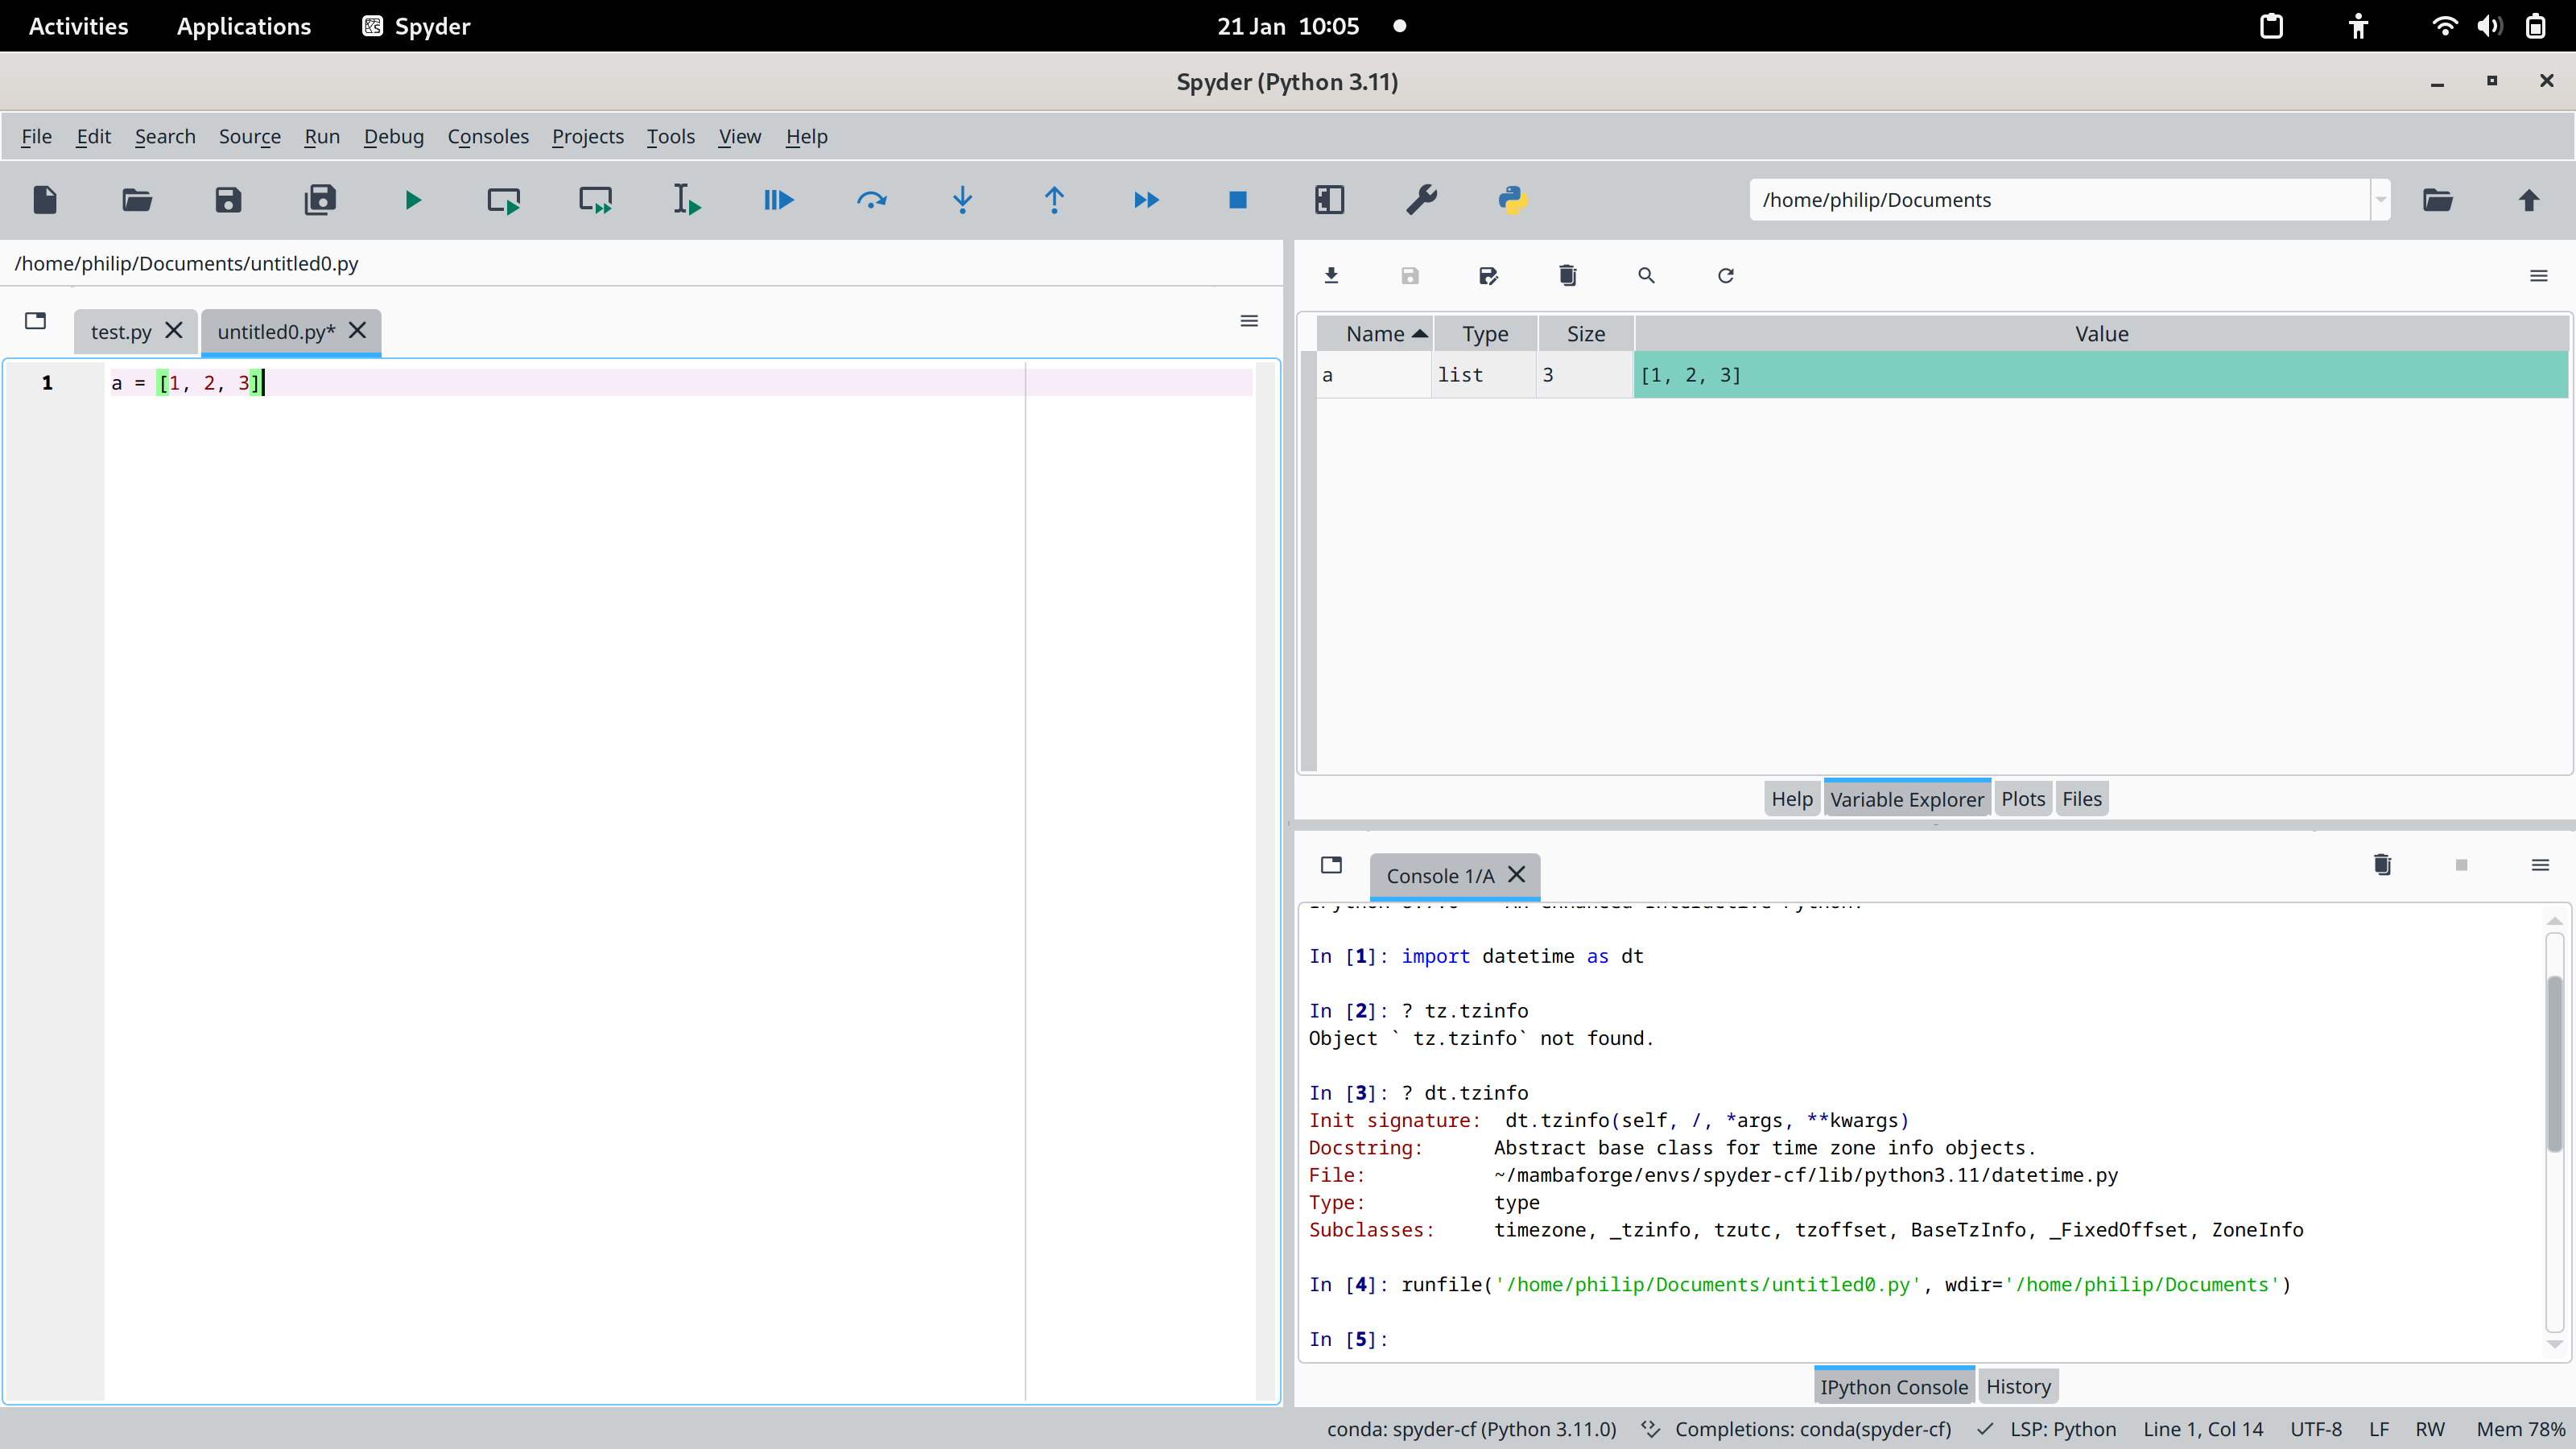 Activities Applications Spyder 21 Jan 10:05
Spyder (Python 3.11)
File Edit Search Source Run Debug Consoles Projects Tools View Help
/home/philip/Documents
/home/philip/Documents/untitled0.py
test.py untitled0.py*
1 a = [1, 2, 3]
Name Type Size Value
a list 3 [1, 2, 3]
Help Variable Explorer Plots Files
Console 1/A
In [1]: import datetime as dt
In [2]: ? tz.tzinfo
Object ` tz.tzinfo` not found.
In [3]: ? dt.tzinfo
Init signature:  dt.tzinfo(self, /, *args, **kwargs)
Docstring:      Abstract base class for time zone info objects.
File:           ~/mambaforge/envs/spyder-cf/lib/python3.11/datetime.py
Type:           type
Subclasses:     timezone, _tzinfo, tzutc, tzoffset, BaseTzInfo, _FixedOffset, ZoneInfo
In [4]: runfile('/home/philip/Documents/untitled0.py', wdir='/home/philip/Documents')
In [5]:
IPython Console History
conda: spyder-cf (Python 3.11.0) Completions: conda(spyder-cf) LSP: Python Line 1, Col 14 UTF-8 LF RW Mem 78%